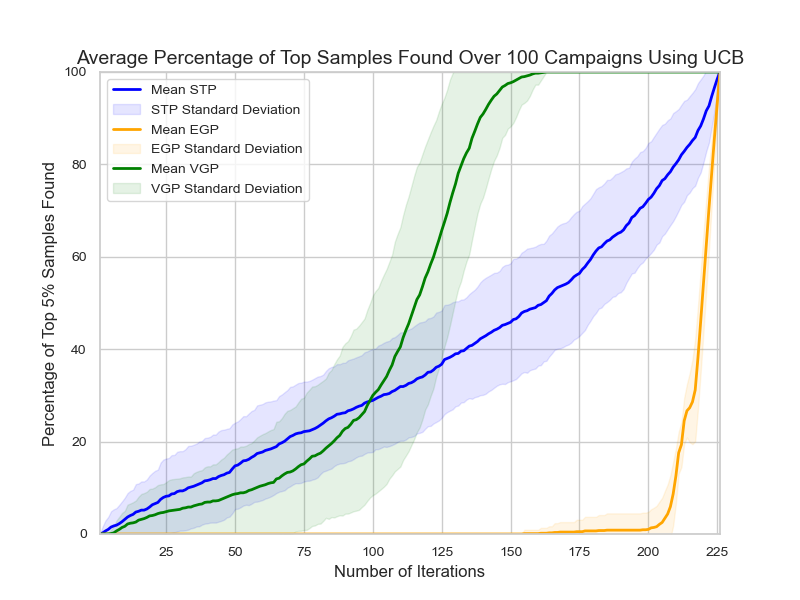 Average Percentage of Top Samples Found Over 100 Campaigns Using UCB
100
80
60
40
20
0
Percentage of Top 5% Samples Found
Mean STP
STP Standard Deviation
Mean EGP
EGP Standard Deviation
Mean VGP
VGP Standard Deviation
25 50 75 100 125 150 175 200 225
Number of Iterations